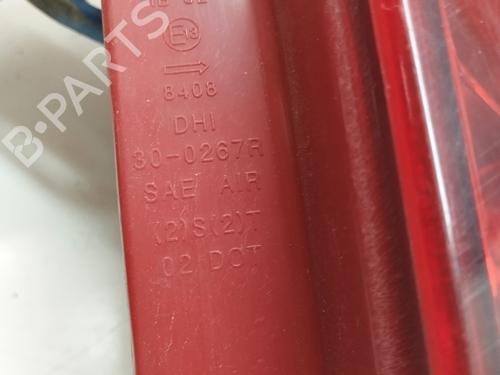 E13
8408
DHI
30-0267R
SAE AIR
(2)S(2)T
02 DOT
B-PARTS